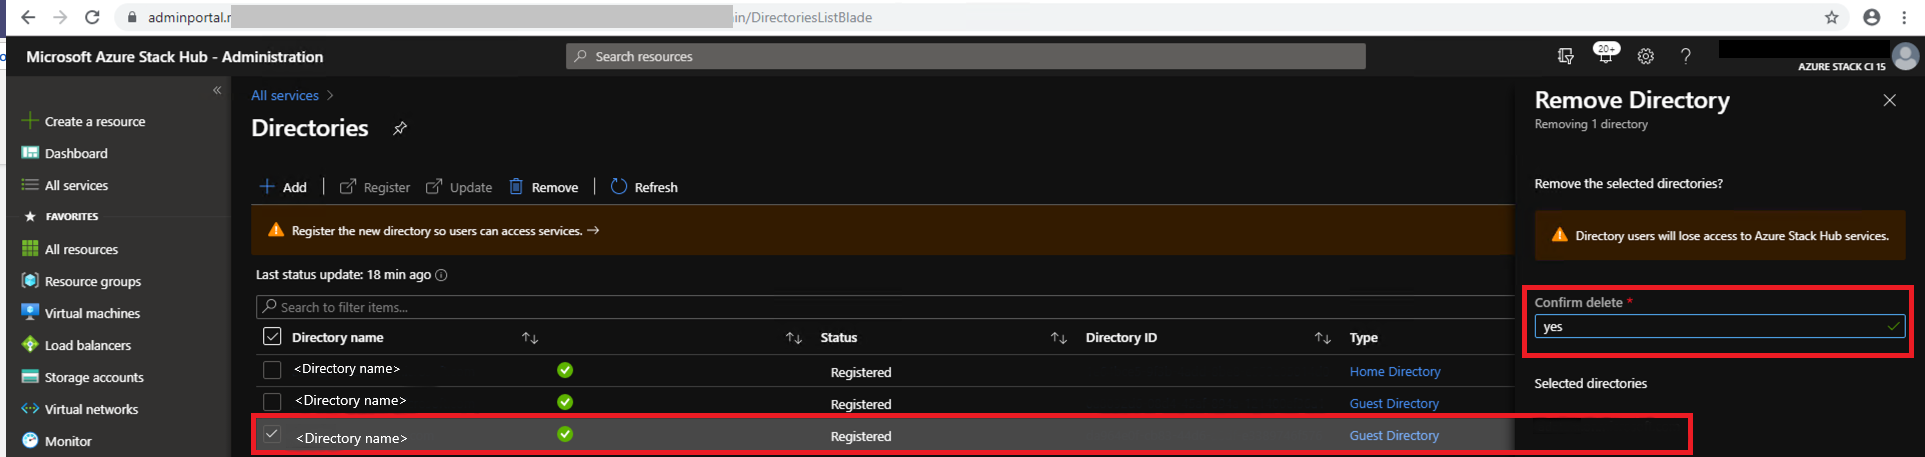 adminportal.r
in/DirectoriesListBlade
Microsoft Azure Stack Hub - Administration
Search resources
20+
AZURE STACK CI 15
All services
Directories
Create a resource
Dashboard
All services
FAVORITES
All resources
Resource groups
Virtual machines
Load balancers
Storage accounts
Virtual networks
Monitor
Add
Register
Update
Remove
Refresh
Register the new directory so users can access services. →
Last status update: 18 min ago
Search to filter items...
Directory name Status Directory ID Type
<Directory name> Registered Home Directory
<Directory name> Registered Guest Directory
<Directory name> Registered Guest Directory
Remove Directory
Removing 1 directory
Remove the selected directories?
Directory users will lose access to Azure Stack Hub services.
Confirm delete *
yes
Selected directories